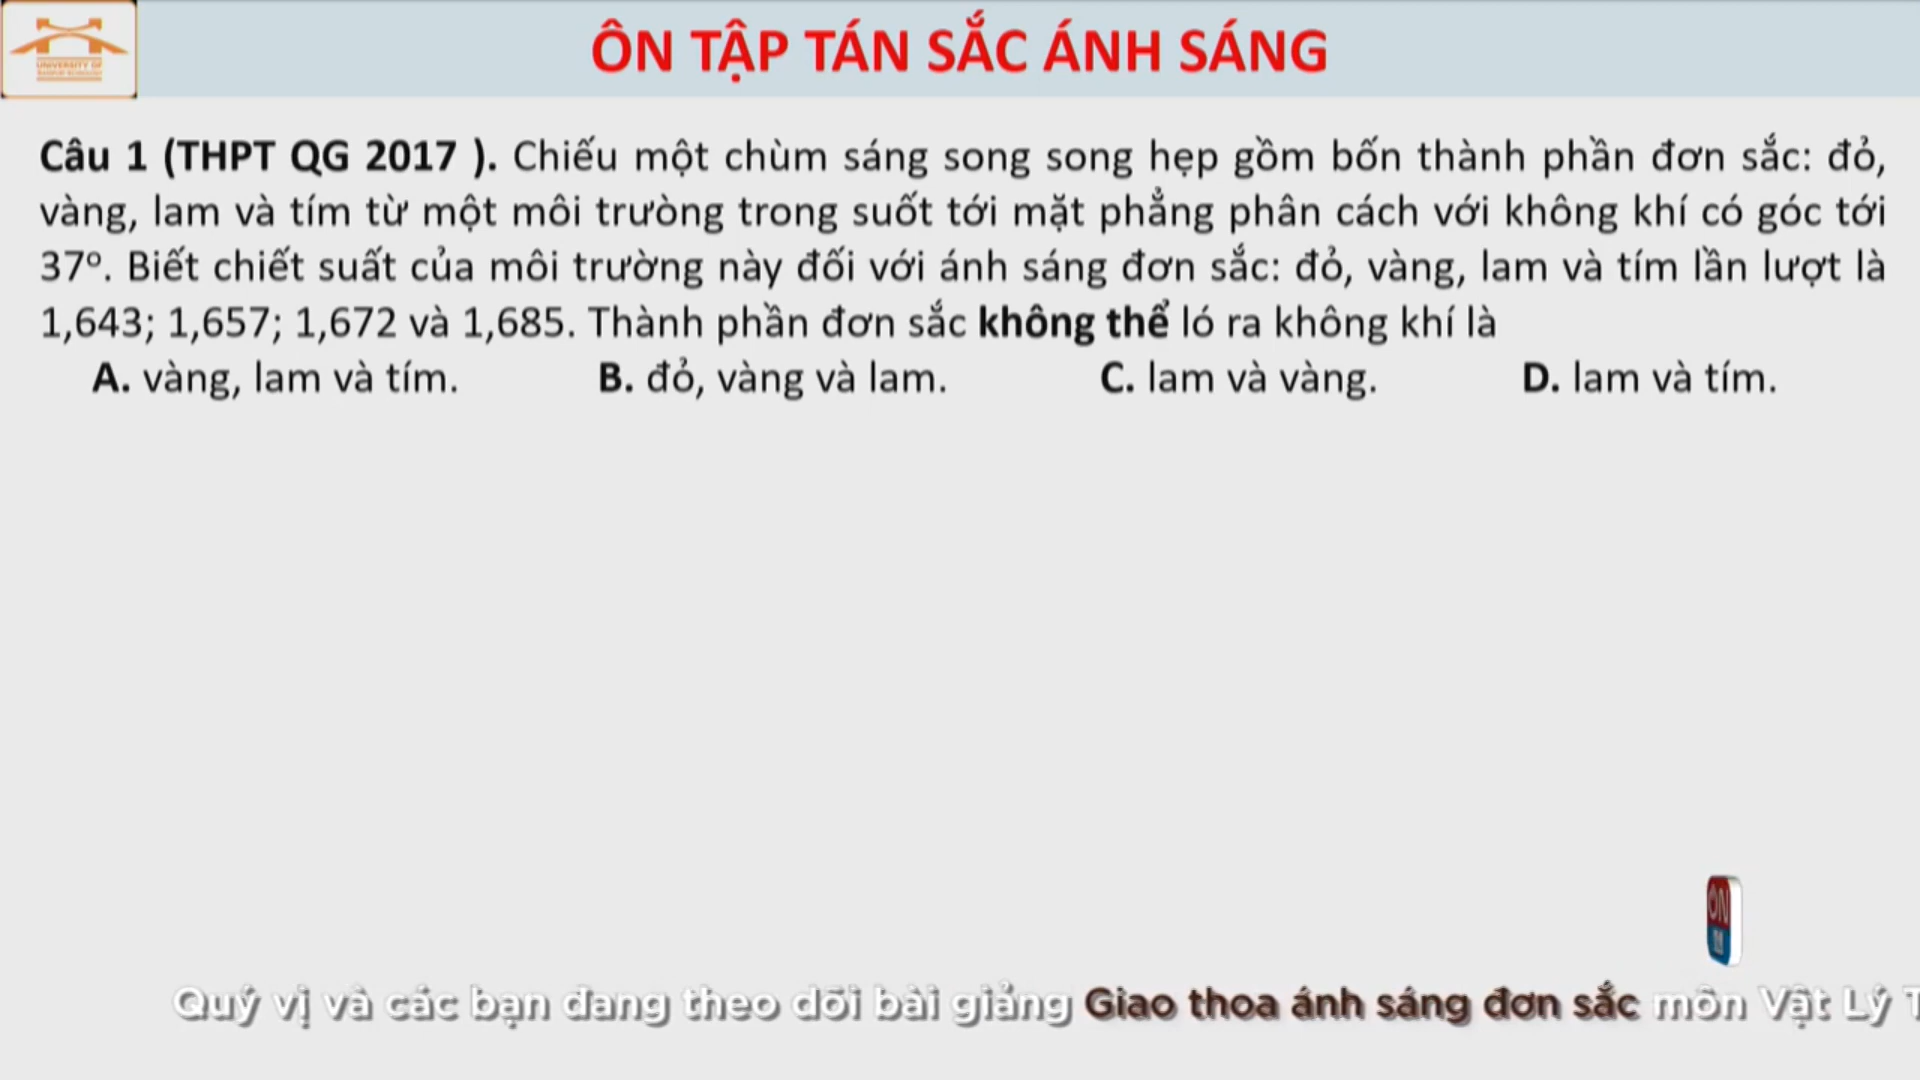 UNIVERSITY OF
ÔN TẬP TÁN SẮC ÁNH SÁNG
Câu 1 (THPT QG 2017 ). Chiếu một chùm sáng song song hẹp gồm bốn thành phần đơn sắc: đỏ,
vàng, lam và tím từ một môi trường trong suốt tới mặt phẳng phân cách với không khí có góc tới
37º. Biết chiết suất của môi trường này đối với ánh sáng đơn sắc: đỏ, vàng, lam và tím lần lượt là
1,643; 1,657; 1,672 và 1,685. Thành phần đơn sắc không thể ló ra không khí là
A. vàng, lam và tím. B. đỏ, vàng và lam. C. lam và vàng. D. lam và tím.
ÔN
Quý vị và các bạn đang theo dõi bài giảng Giao thoa ánh sáng đơn sắc môn Vật Lý T